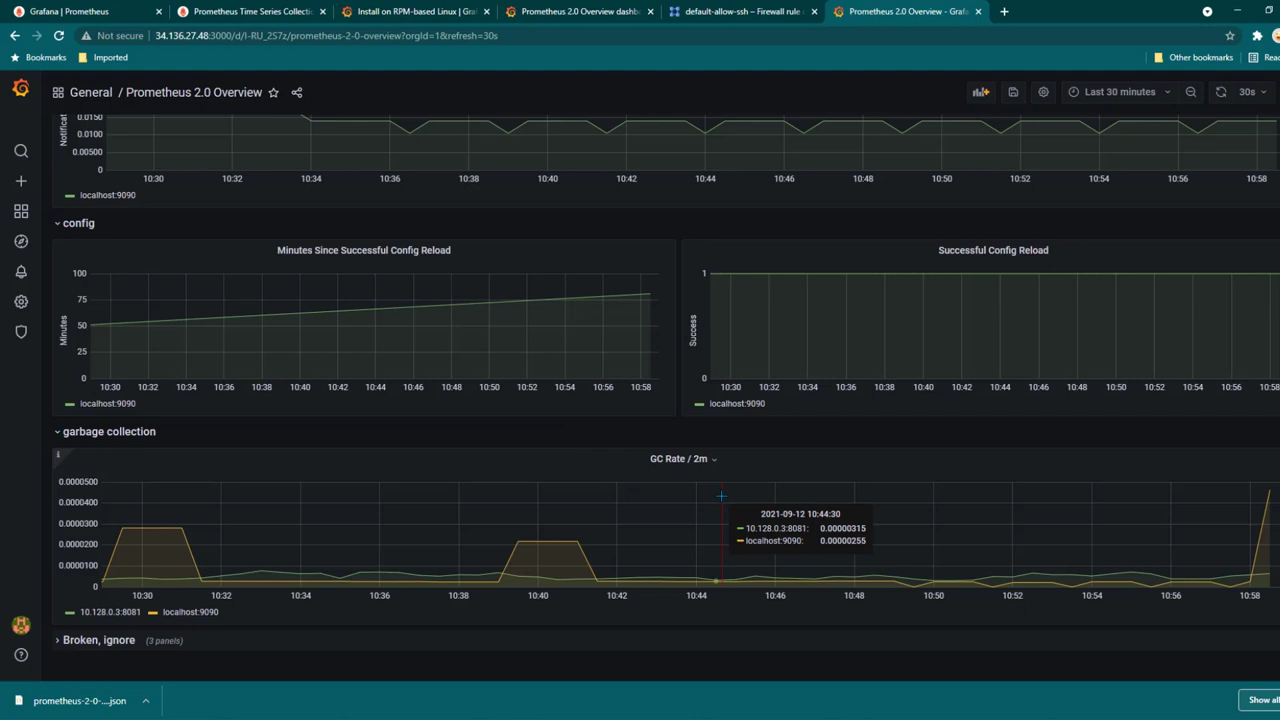 Grafana | Prometheus
Prometheus Time Series Collectio
Install on RPM-based Linux | Gra
Prometheus 2.0 Overview dashbo
default-allow-ssh – Firewall rule d
Prometheus 2.0 Overview - Grafa
Not secure
34.136.27.48:3000/d/I-RU_2S7z/prometheus-2-0-overview?orgId=1&refresh=30s
Bookmarks
Imported
Other bookmarks
Read
General / Prometheus 2.0 Overview
Last 30 minutes
30s
Notificat
0.0150
0.0100
0.00500
0
10:30 10:32 10:34 10:36 10:38 10:40 10:42 10:44 10:46 10:48 10:50 10:52 10:54 10:56 10:58
localhost:9090
config
Minutes Since Successful Config Reload
Minutes
100
75
50
25
0
10:30 10:32 10:34 10:36 10:38 10:40 10:42 10:44 10:46 10:48 10:50 10:52 10:54 10:56 10:58
localhost:9090
Successful Config Reload
Success
1
0
10:30 10:32 10:34 10:36 10:38 10:40 10:42 10:44 10:46 10:48 10:50 10:52 10:54 10:56 10:58
localhost:9090
garbage collection
i
GC Rate / 2m
0.0000500
0.0000400
0.0000300
0.0000200
0.0000100
0
2021-09-12 10:44:30
10.128.0.3:8081: 0.00000315
localhost:9090: 0.00000255
10:30 10:32 10:34 10:36 10:38 10:40 10:42 10:44 10:46 10:48 10:50 10:52 10:54 10:56 10:58
10.128.0.3:8081 localhost:9090
Broken, ignore (3 panels)
prometheus-2-0-....json
Show all